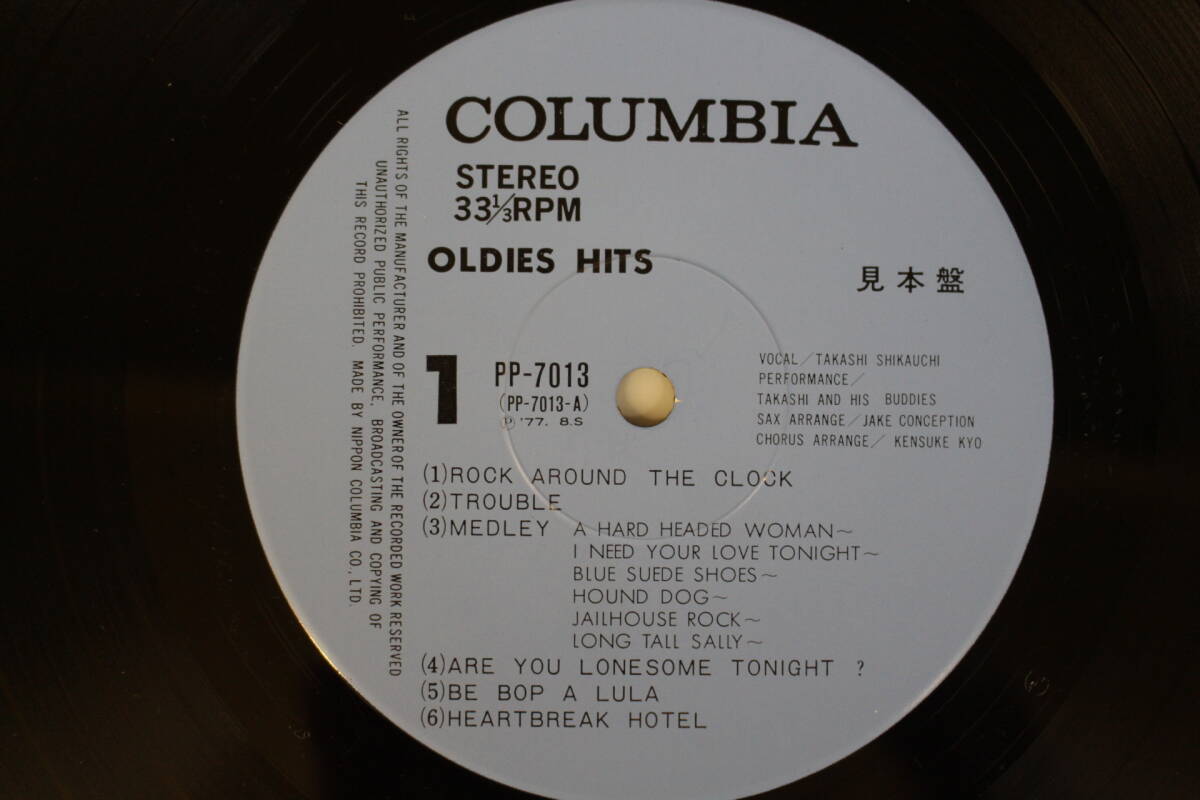 COLUMBIA
STEREO
33⅓RPM
OLDIES HITS
見本盤
1
PP-7013
(PP-7013-A)
Ⓟ '77. 8.S
VOCAL/TAKASHI SHIKAUCHI
PERFORMANCE/
TAKASHI AND HIS BUDDIES
SAX ARRANGE/JAKE CONCEPTION
CHORUS ARRANGE/ KENSUKE KYO
(1)ROCK AROUND THE CLOCK
(2)TROUBLE
(3)MEDLEY A HARD HEADED WOMAN~
I NEED YOUR LOVE TONIGHT~
BLUE SUEDE SHOES~
HOUND DOG~
JAILHOUSE ROCK~
LONG TALL SALLY~
(4)ARE YOU LONESOME TONIGHT ?
(5)BE BOP A LULA
(6)HEARTBREAK HOTEL
ALL RIGHTS OF THE MANUFACTURER AND OF THE OWNER OF THE RECORDED WORK RESERVED
UNAUTHORIZED PUBLIC PERFORMANCE, BROADCASTING AND COPYING OF
THIS RECORD PROHIBITED. MADE BY NIPPON COLUMBIA CO., LTD.